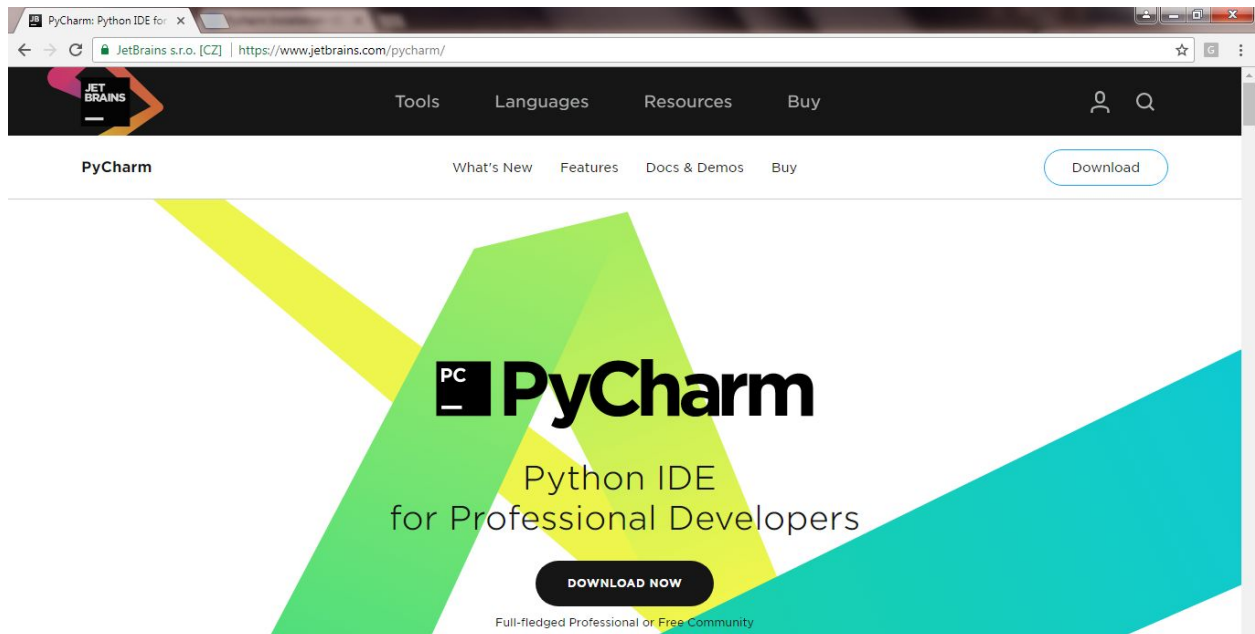 PyCharm: Python IDE for
JetBrains s.r.o. [CZ] https://www.jetbrains.com/pycharm/
JET
BRAINS
Tools Languages Resources Buy
PyCharm What's New Features Docs & Demos Buy Download
PC PyCharm
Python IDE
for Professional Developers
DOWNLOAD NOW
Full-fledged Professional or Free Community